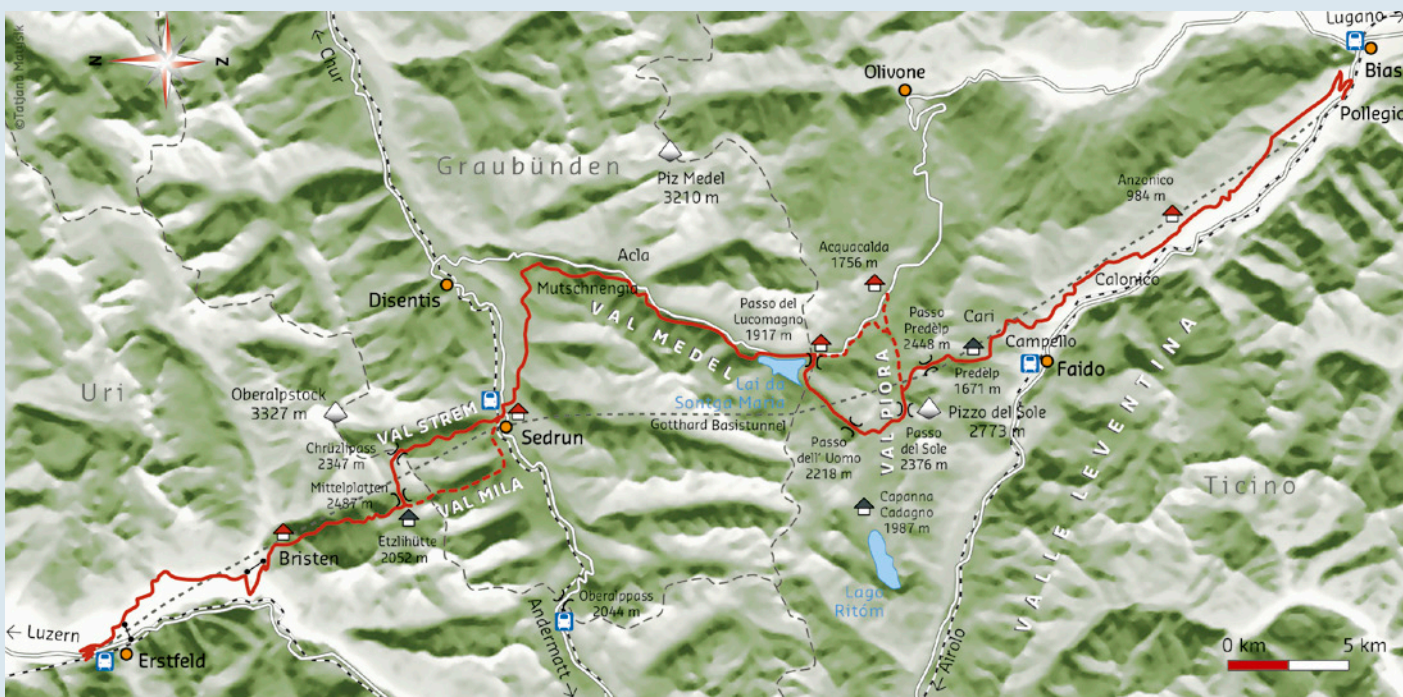 ©Tatjana Matusik
N
Z
← Chur
Lugano →
Bias
Pollegio
Olivone
Graubünden
Piz Medel
3210 m
Anzonico
984 m
Acla
Acquacalda
1756 m
Disentis
Mutschnengia
VAL MEDEL
Passo del
Lucomagno
1917 m
Passo
Predèlp
2448 m
Cari
Calonico
Campello
Faido
Uri
Oberalpstock
3327 m
VAL STREM
Lai da
Sontga Maria
VAL PIORA
Predèlp
1671 m
Pizzo del Sole
2773 m
VALLE LEVENTINA
Sedrun
Gotthard Basistunnel
Chrüzlipass
2347 m
Passo
dell' Uomo
2218 m
Passo
del Sole
2376 m
Mittelplatten
2487 m
VAL MILA
Ticino
Capanna
Cadagno
1987 m
Etzlihütte
2052 m
Bristen
Lago
Ritóm
Oberalppass
2044 m
Andermatt →
← Airolo
← Luzern
Erstfeld
0 km
5 km